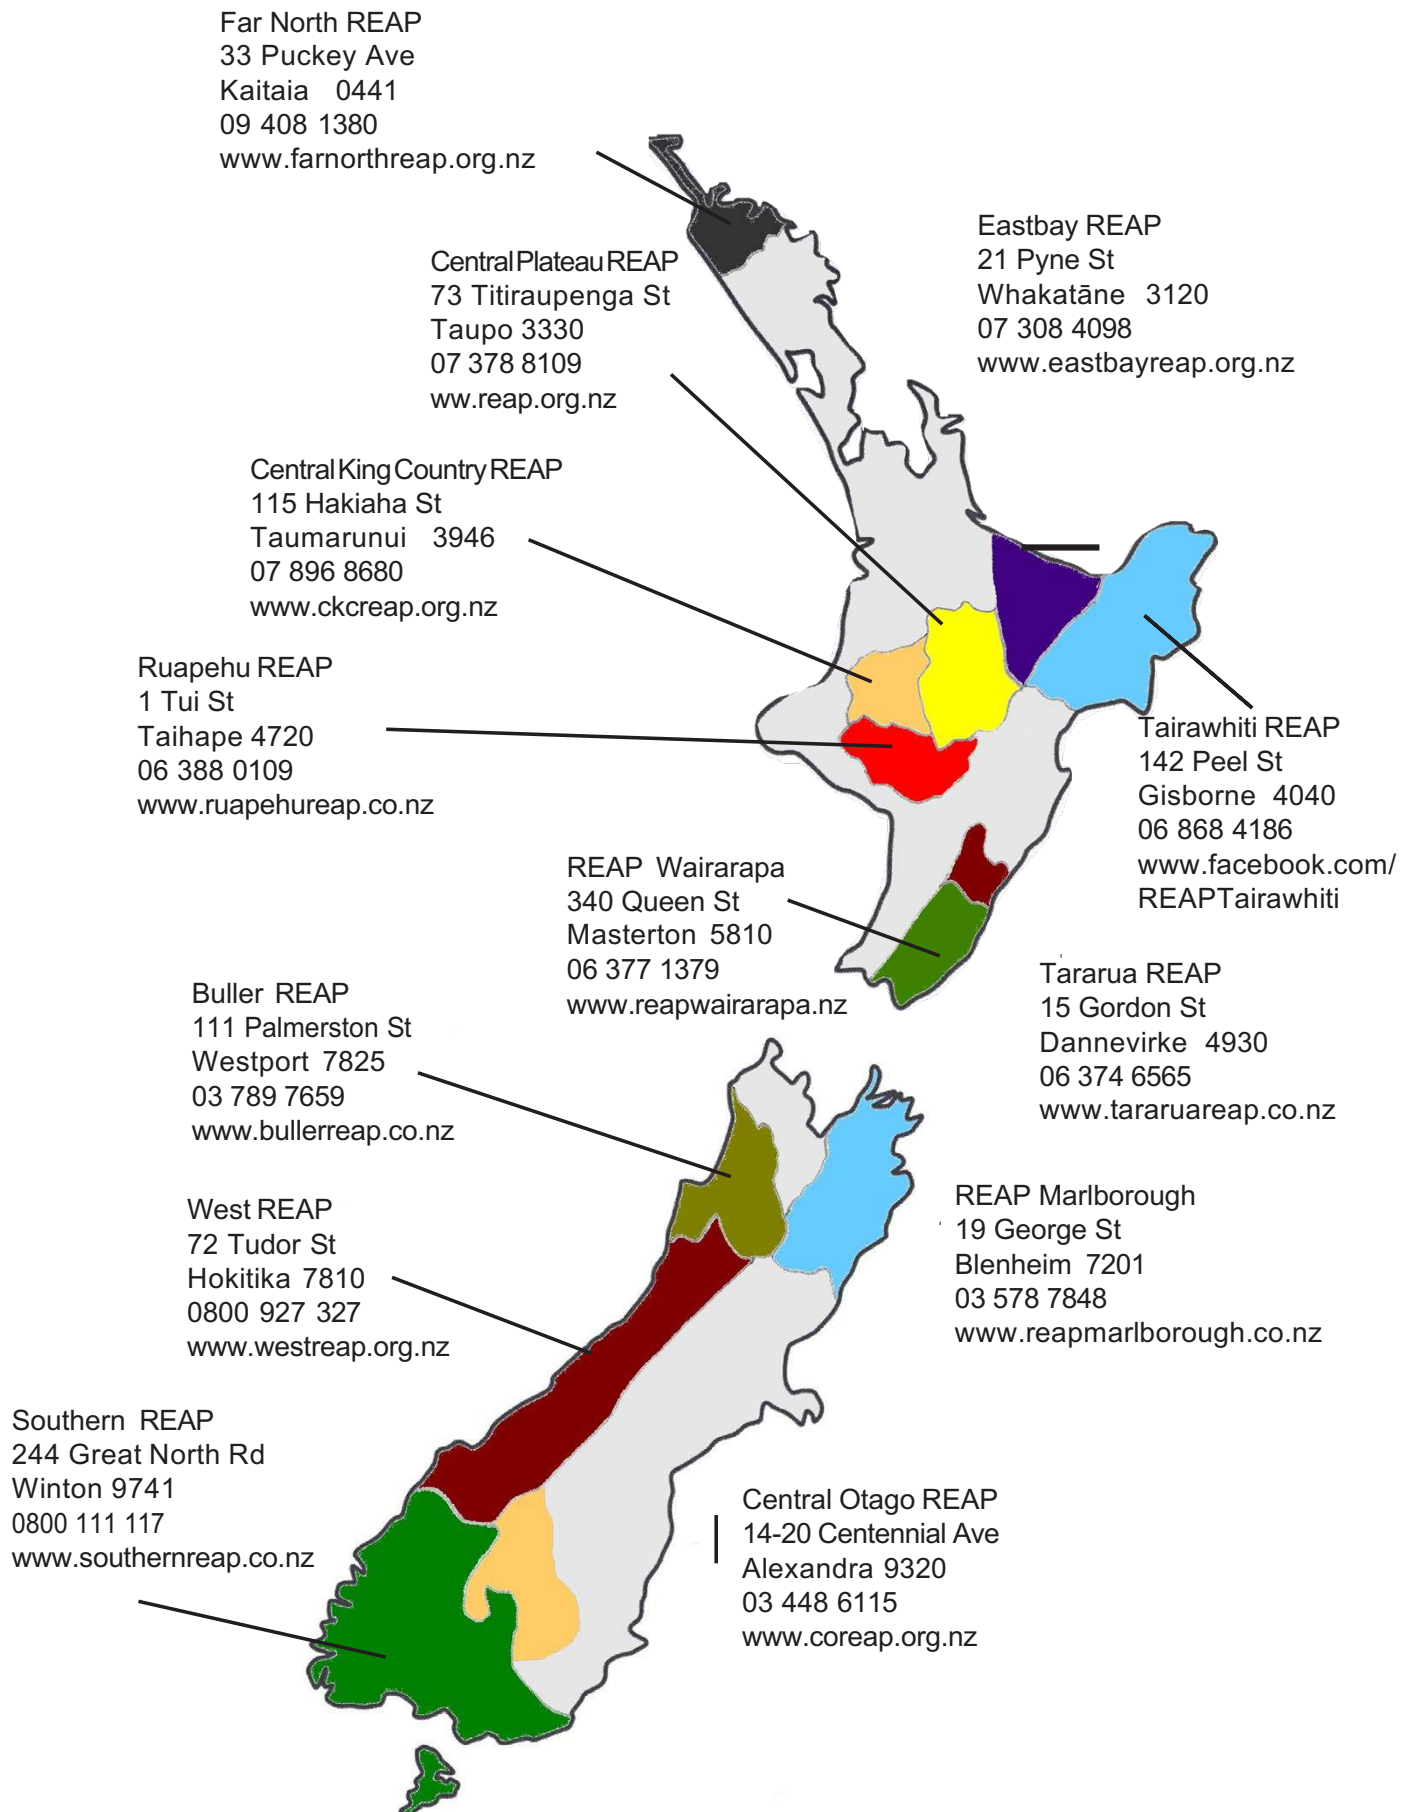 Far North REAP
33 Puckey Ave
Kaitaia 0441
09 408 1380
www.farnorthreap.org.nz
Eastbay REAP
21 Pyne St
Whakatāne 3120
07 308 4098
www.eastbayreap.org.nz
Central Plateau REAP
73 Titiraupenga St
Taupo 3330
07 378 8109
ww.reap.org.nz
Central King Country REAP
115 Hakiaha St
Taumarunui 3946
07 896 8680
www.ckcreap.org.nz
Ruapehu REAP
1 Tui St
Taihape 4720
06 388 0109
www.ruapehureap.co.nz
Tairawhiti REAP
142 Peel St
Gisborne 4040
06 868 4186
www.facebook.com/
REAPTairawhiti
REAP Wairarapa
340 Queen St
Masterton 5810
06 377 1379
www.reapwairarapa.nz
Tararua REAP
15 Gordon St
Dannevirke 4930
06 374 6565
www.tararuareap.co.nz
Buller REAP
111 Palmerston St
Westport 7825
03 789 7659
www.bullerreap.co.nz
REAP Marlborough
19 George St
Blenheim 7201
03 578 7848
www.reapmarlborough.co.nz
West REAP
72 Tudor St
Hokitika 7810
0800 927 327
www.westreap.org.nz
Southern REAP
244 Great North Rd
Winton 9741
0800 111 117
www.southernreap.co.nz
Central Otago REAP
14-20 Centennial Ave
Alexandra 9320
03 448 6115
www.coreap.org.nz